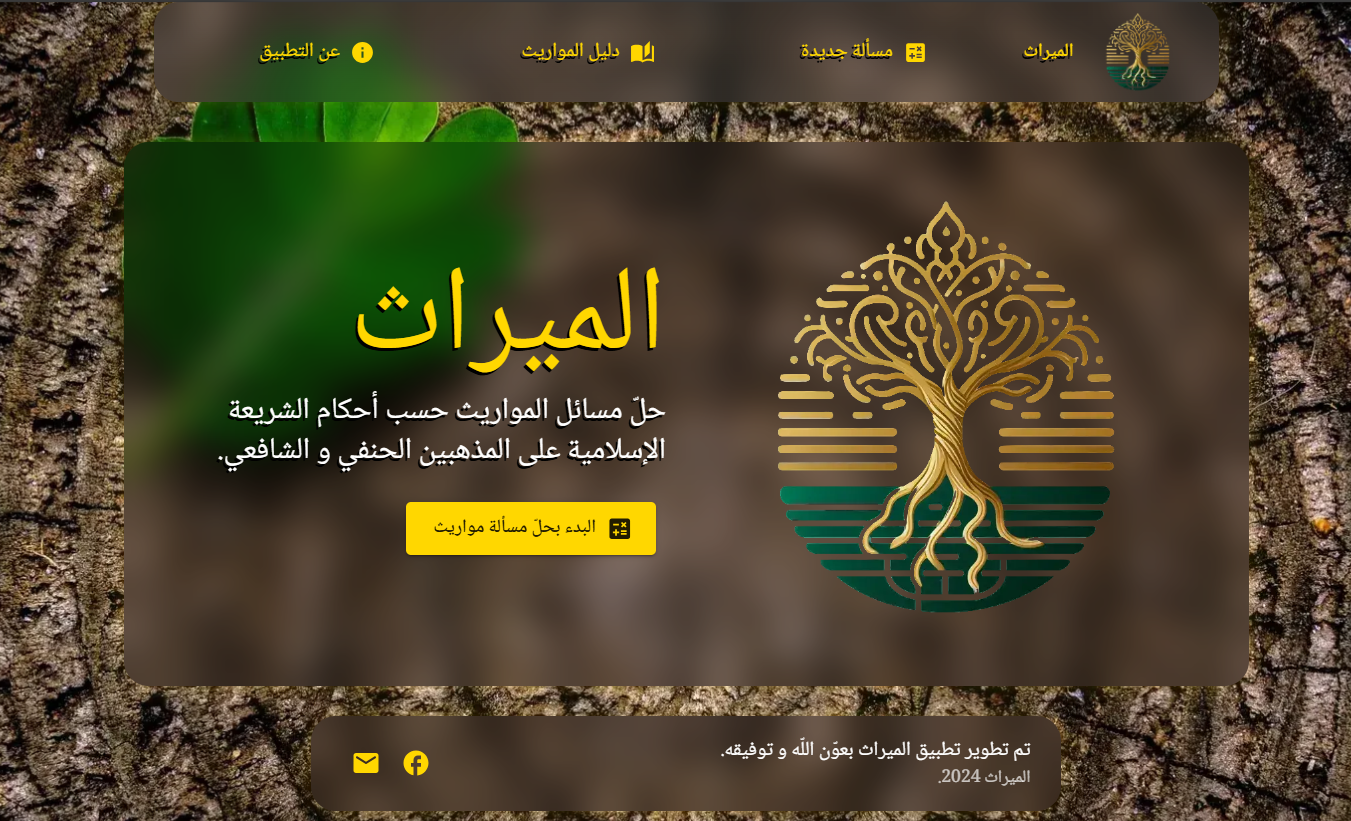 الميراث
مسألة جديدة
دليل المواريث
عن التطبيق
الميراث
حلّ مسائل المواريث حسب أحكام الشريعة
الإسلامية على المذهبين الحنفي و الشافعي.
البدء بحلّ مسألة مواريث
تم تطوير تطبيق الميراث بعوّن اللّه و توفيقه.
الميراث 2024.